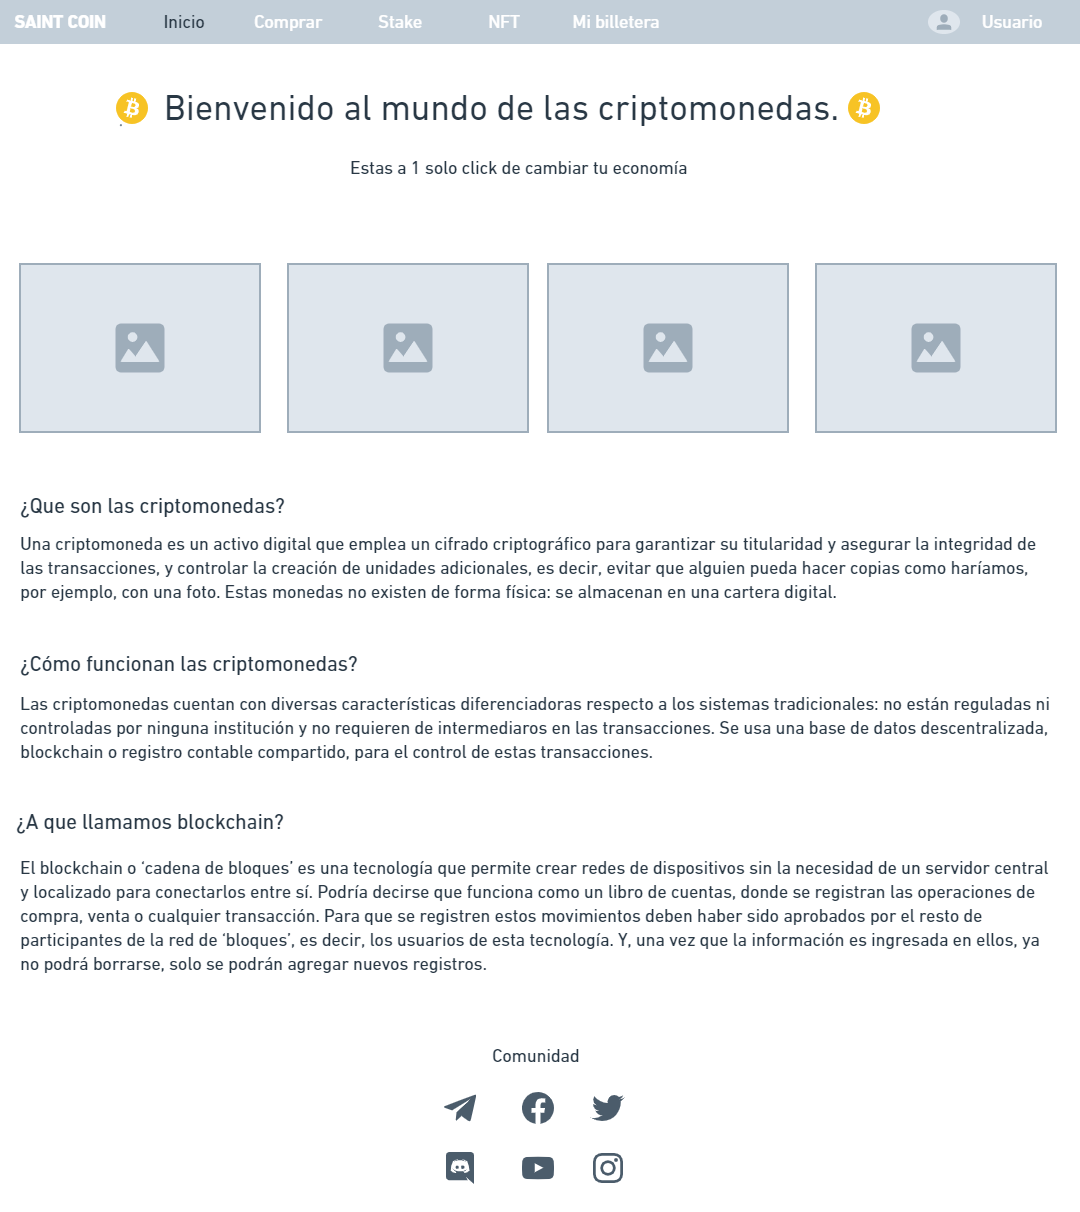 SAINT COIN Inicio Comprar Stake NFT Mi billetera Usuario
Bienvenido al mundo de las criptomonedas.
Estas a 1 solo click de cambiar tu economía
¿Que son las criptomonedas?
Una criptomoneda es un activo digital que emplea un cifrado criptográfico para garantizar su titularidad y asegurar la integridad de
las transacciones, y controlar la creación de unidades adicionales, es decir, evitar que alguien pueda hacer copias como haríamos,
por ejemplo, con una foto. Estas monedas no existen de forma física: se almacenan en una cartera digital.
¿Cómo funcionan las criptomonedas?
Las criptomonedas cuentan con diversas características diferenciadoras respecto a los sistemas tradicionales: no están reguladas ni
controladas por ninguna institución y no requieren de intermediaros en las transacciones. Se usa una base de datos descentralizada,
blockchain o registro contable compartido, para el control de estas transacciones.
¿A que llamamos blockchain?
El blockchain o ‘cadena de bloques’ es una tecnología que permite crear redes de dispositivos sin la necesidad de un servidor central
y localizado para conectarlos entre sí. Podría decirse que funciona como un libro de cuentas, donde se registran las operaciones de
compra, venta o cualquier transacción. Para que se registren estos movimientos deben haber sido aprobados por el resto de
participantes de la red de ‘bloques’, es decir, los usuarios de esta tecnología. Y, una vez que la información es ingresada en ellos, ya
no podrá borrarse, solo se podrán agregar nuevos registros.
Comunidad